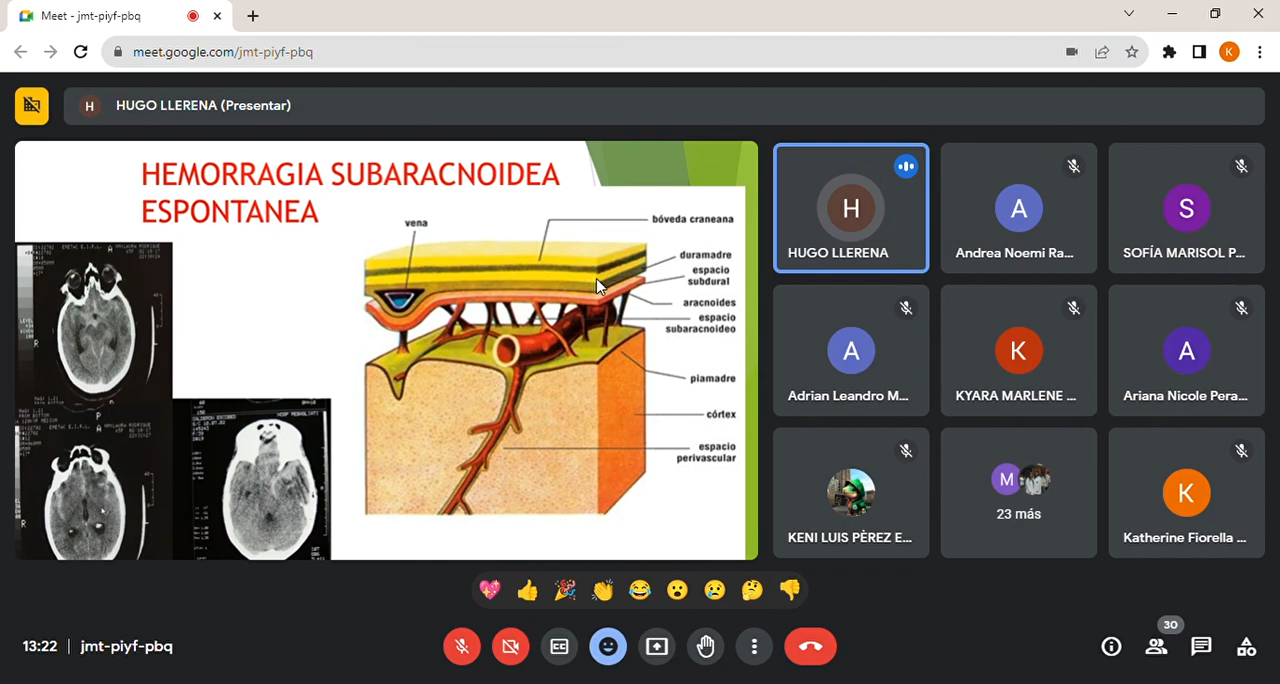 Meet - jmt-piyf-pbq
meet.google.com/jmt-piyf-pbq
K
H
HUGO LLERENA (Presentar)
HEMORRAGIA SUBARACNOIDEA
ESPONTANEA
vena
bóveda craneana
duramadre
espacio
subdural
aracnoides
espacio
subaracnoideo
piamadre
córtex
espacio
perivascular
H
HUGO LLERENA
A
Andrea Noemi Ra...
S
SOFÍA MARISOL P...
A
Adrian Leandro M...
K
KYARA MARLENE ...
A
Ariana Nicole Pera...
KENI LUIS PÈREZ E...
M
23 más
K
Katherine Fiorella ...
13:22
jmt-piyf-pbq
30